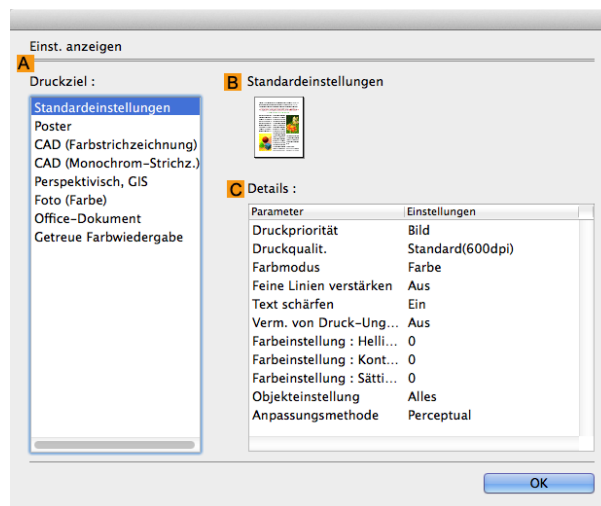 Einst. anzeigen
A
Druckziel :
Standardeinstellungen
Poster
CAD (Farbstrichzeichnung)
CAD (Monochrom-Strichz.)
Perspektivisch, GIS
Foto (Farbe)
Office-Dokument
Getreue Farbwiedergabe
B Standardeinstellungen
C Details :
Parameter Einstellungen
Druckpriorität Bild
Druckqualit. Standard(600dpi)
Farbmodus Farbe
Feine Linien verstärken Aus
Text schärfen Ein
Verm. von Druck-Ung... Aus
Farbeinstellung : Helli... 0
Farbeinstellung : Kont... 0
Farbeinstellung : Sätti... 0
Objekteinstellung Alles
Anpassungsmethode Perceptual
OK